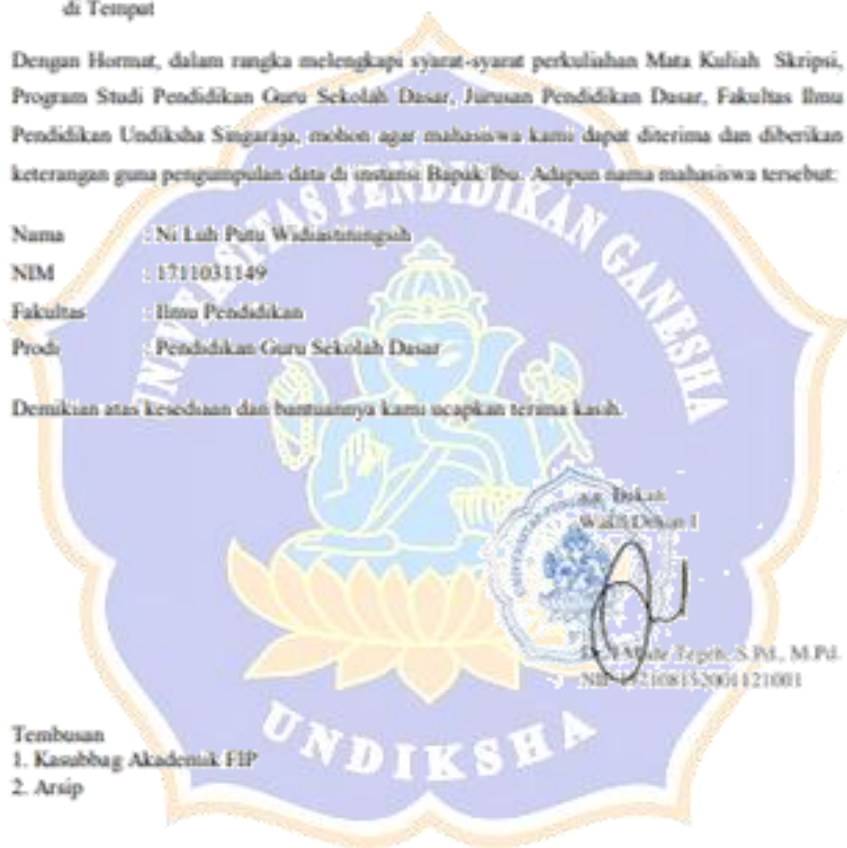 di Tempat
Dengan Hormat, dalam rangka melengkapi syarat-syarat perkuliahan Mata Kuliah Skripsi,
Program Studi Pendidikan Guru Sekolah Dasar, Jurusan Pendidikan Dasar, Fakultas Ilmu
Pendidikan Undiksha Singaraja, mohon agar mahasiswa kami dapat diterima dan diberikan
keterangan guna pengumpulan data di instansi Bapak/Ibu. Adapun nama mahasiswa tersebut:
Nama : Ni Luh Putu Widiastiningsih
NIM : 1711031149
Fakultas : Ilmu Pendidikan
Prodi : Pendidikan Guru Sekolah Dasar
Demikian atas kesediaan dan bantuannya kami ucapkan terima kasih.
a.n. Dekan
Wakil Dekan I
Made Tegeh, S.Pd., M.Pd.
NIP
Tembusan
1. Kasubbag Akademik FIP
2. Arsip
UNIVERSITAS PENDIDIKAN GANESHA
UNDIKSHA